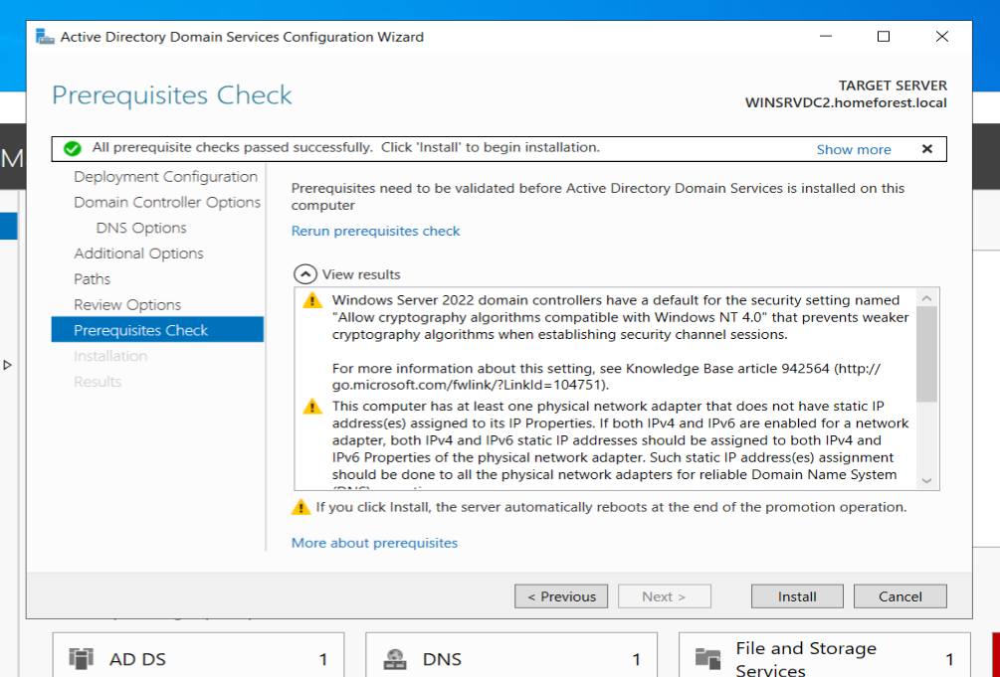 Active Directory Domain Services Configuration Wizard
Prerequisites Check
TARGET SERVER
WINSRVDC2.homeforest.local
M
All prerequisite checks passed successfully. Click 'Install' to begin installation.
Show more
Deployment Configuration
Domain Controller Options
DNS Options
Additional Options
Paths
Review Options
Prerequisites Check
Installation
Results
Prerequisites need to be validated before Active Directory Domain Services is installed on this
computer
Rerun prerequisites check
View results
Windows Server 2022 domain controllers have a default for the security setting named
"Allow cryptography algorithms compatible with Windows NT 4.0" that prevents weaker
cryptography algorithms when establishing security channel sessions.
For more information about this setting, see Knowledge Base article 942564 (http://
go.microsoft.com/fwlink/?LinkId=104751).
This computer has at least one physical network adapter that does not have static IP
address(es) assigned to its IP Properties. If both IPv4 and IPv6 are enabled for a network
adapter, both IPv4 and IPv6 static IP addresses should be assigned to both IPv4 and
IPv6 Properties of the physical network adapter. Such static IP address(es) assignment
should be done to all the physical network adapters for reliable Domain Name System
If you click Install, the server automatically reboots at the end of the promotion operation.
More about prerequisites
< Previous
Next >
Install
Cancel
AD DS
1
DNS
1
File and Storage
Services
1